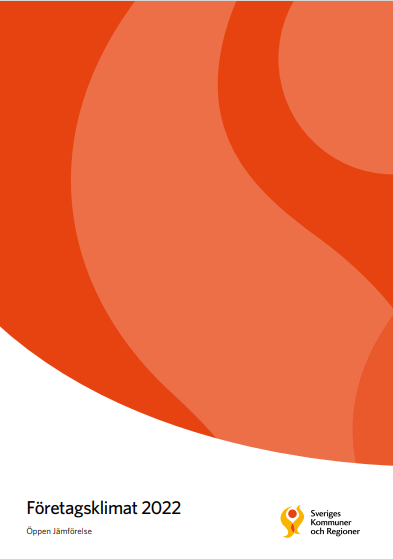 Företagsklimat 2022
Öppen Jämförelse
Sveriges
Kommuner
och Regioner